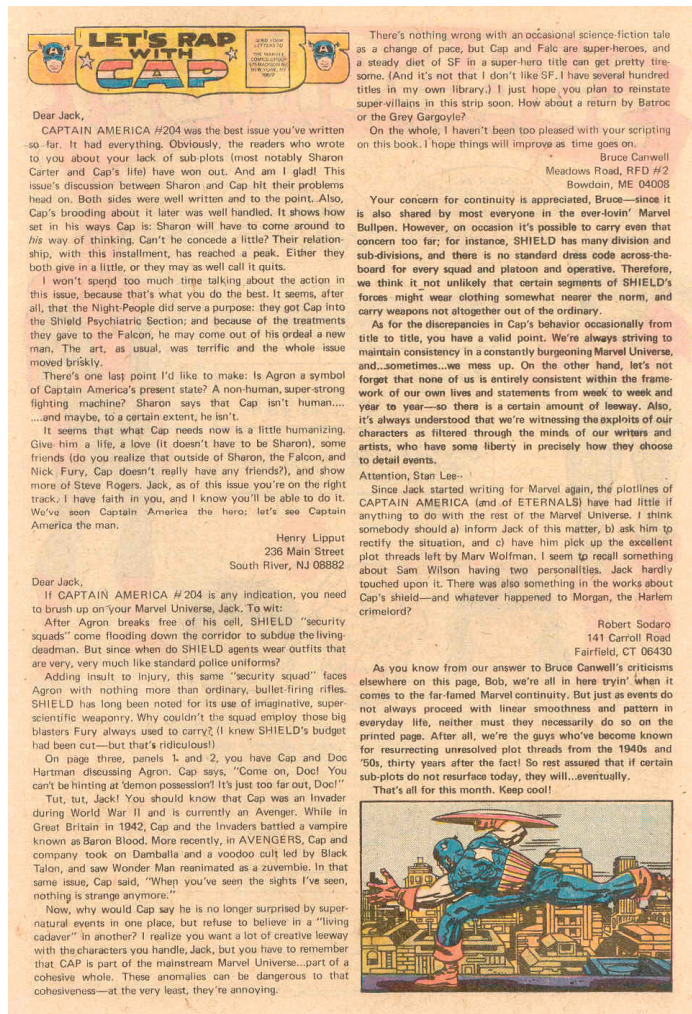 LET'S RAP
WITH
CAP
SEND YOUR
LETTERS TO
THE MARVEL
COMICS GROUP
575 MADISON AVE.
NEW YORK, NY
10022
Dear Jack,
CAPTAIN AMERICA #204 was the best issue you've written
so far. It had everything. Obviously, the readers who wrote
to you about your lack of sub-plots (most notably Sharon
Carter and Cap's life) have won out. And am I glad! This
issue's discussion between Sharon and Cap hit their problems
head on. Both sides were well written and to the point. Also,
Cap's brooding about it later was well handled. It shows how
set in his ways Cap is: Sharon will have to come around to
his way of thinking. Can't he concede a little? Their relation-
ship, with this installment, has reached a peak. Either they
both give in a little, or they may as well call it quits.
I won't spend too much time talking about the action in
this issue, because that's what you do the best. It seems, after
all, that the Night-People did serve a purpose: they got Cap into
the Shield Psychiatric Section; and because of the treatments
they gave to the Falcon, he may come out of his ordeal a new
man. The art, as usual, was terrific and the whole issue
moved briskly.
There's one last point I'd like to make: Is Agron a symbol
of Captain America's present state? A non-human, super-strong
fighting machine? Sharon says that Cap isn't human....
....and maybe, to a certain extent, he isn't.
It seems that what Cap needs now is a little humanizing.
Give him a life, a love (it doesn't have to be Sharon), some
friends (do you realize that outside of Sharon, the Falcon, and
Nick Fury, Cap doesn't really have any friends?), and show
more of Steve Rogers. Jack, as of this issue you're on the right
track. I have faith in you, and I know you'll be able to do it.
We've seen Captain America the hero; let's see Captain
America the man.
Henry Lipput
236 Main Street
South River, NJ 08882
Dear Jack,
If CAPTAIN AMERICA #204 is any indication, you need
to brush up on your Marvel Universe, Jack. To wit:
After Agron breaks free of his cell, SHIELD "security
squads" come flooding down the corridor to subdue the living-
deadman. But since when do SHIELD agents wear outfits that
are very, very much like standard police uniforms?
Adding insult to injury, this same "security squad" faces
Agron with nothing more than ordinary, bullet-firing rifles.
SHIELD has long been noted for its use of imaginative, super-
scientific weaponry. Why couldn't the squad employ those big
blasters Fury always used to carry? (I knew SHIELD's budget
had been cut—but that's ridiculous!)
On page three, panels 1 and 2, you have Cap and Doc
Hartman discussing Agron. Cap says, "Come on, Doc! You
can't be hinting at 'demon possession'! It's just too far out, Doc!"
Tut, tut, Jack! You should know that Cap was an Invader
during World War II and is currently an Avenger. While in
Great Britain in 1942, Cap and the Invaders battled a vampire
known as Baron Blood. More recently, in AVENGERS, Cap and
company took on Damballa and a voodoo cult led by Black
Talon, and saw Wonder Man reanimated as a zuvembie. In that
same issue, Cap said, "When you've seen the sights I've seen,
nothing is strange anymore."
Now, why would Cap say he is no longer surprised by super-
natural events in one place, but refuse to believe in a "living
cadaver" in another? I realize you want a lot of creative leeway
with the characters you handle, Jack, but you have to remember
that CAP is part of the mainstream Marvel Universe...part of a
cohesive whole. These anomalies can be dangerous to that
cohesiveness—at the very least, they're annoying.
There's nothing wrong with an occasional science-fiction tale
as a change of pace, but Cap and Falc are super-heroes, and
a steady diet of SF in a super-hero title can get pretty tire-
some. (And it's not that I don't like SF. I have several hundred
titles in my own library.) I just hope you plan to reinstate
super-villains in this strip soon. How about a return by Batroc
or the Grey Gargoyle?
On the whole, I haven't been too pleased with your scripting
on this book. I hope things will improve as time goes on.
Bruce Canwell
Meadows Road, RFD #2
Bowdoin, ME 04008
Your concern for continuity is appreciated, Bruce—since it
is also shared by most everyone in the ever-lovin' Marvel
Bullpen. However, on occasion it's possible to carry even that
concern too far; for instance, SHIELD has many division and
sub-divisions, and there is no standard dress code across-the-
board for every squad and platoon and operative. Therefore,
we think it not unlikely that certain segments of SHIELD's
forces might wear clothing somewhat nearer the norm, and
carry weapons not altogether out of the ordinary.
As for the discrepancies in Cap's behavior occasionally from
title to title, you have a valid point. We're always striving to
maintain consistency in a constantly burgeoning Marvel Universe,
and...sometimes...we mess up. On the other hand, let's not
forget that none of us is entirely consistent within the frame-
work of our own lives and statements from week to week and
year to year—so there is a certain amount of leeway. Also,
it's always understood that we're witnessing the exploits of our
characters as filtered through the minds of our writers and
artists, who have some liberty in precisely how they choose
to detail events.
Attention, Stan Lee--
Since Jack started writing for Marvel again, the plotlines of
CAPTAIN AMERICA (and of ETERNALS) have had little if
anything to do with the rest of the Marvel Universe. I think
somebody should a) inform Jack of this matter, b) ask him to
rectify the situation, and c) have him pick up the excellent
plot threads left by Marv Wolfman. I seem to recall something
about Sam Wilson having two personalities. Jack hardly
touched upon it. There was also something in the works about
Cap's shield—and whatever happened to Morgan, the Harlem
crimelord?
Robert Sodaro
141 Carroll Road
Fairfield, CT 06430
As you know from our answer to Bruce Canwell's criticisms
elsewhere on this page, Bob, we're all in here tryin' when it
comes to the far-famed Marvel continuity. But just as events do
not always proceed with linear smoothness and pattern in
everyday life, neither must they necessarily do so on the
printed page. After all, we're the guys who've become known
for resurrecting unresolved plot threads from the 1940s and
'50s, thirty years after the fact! So rest assured that if certain
sub-plots do not resurface today, they will...eventually.
That's all for this month. Keep cool!